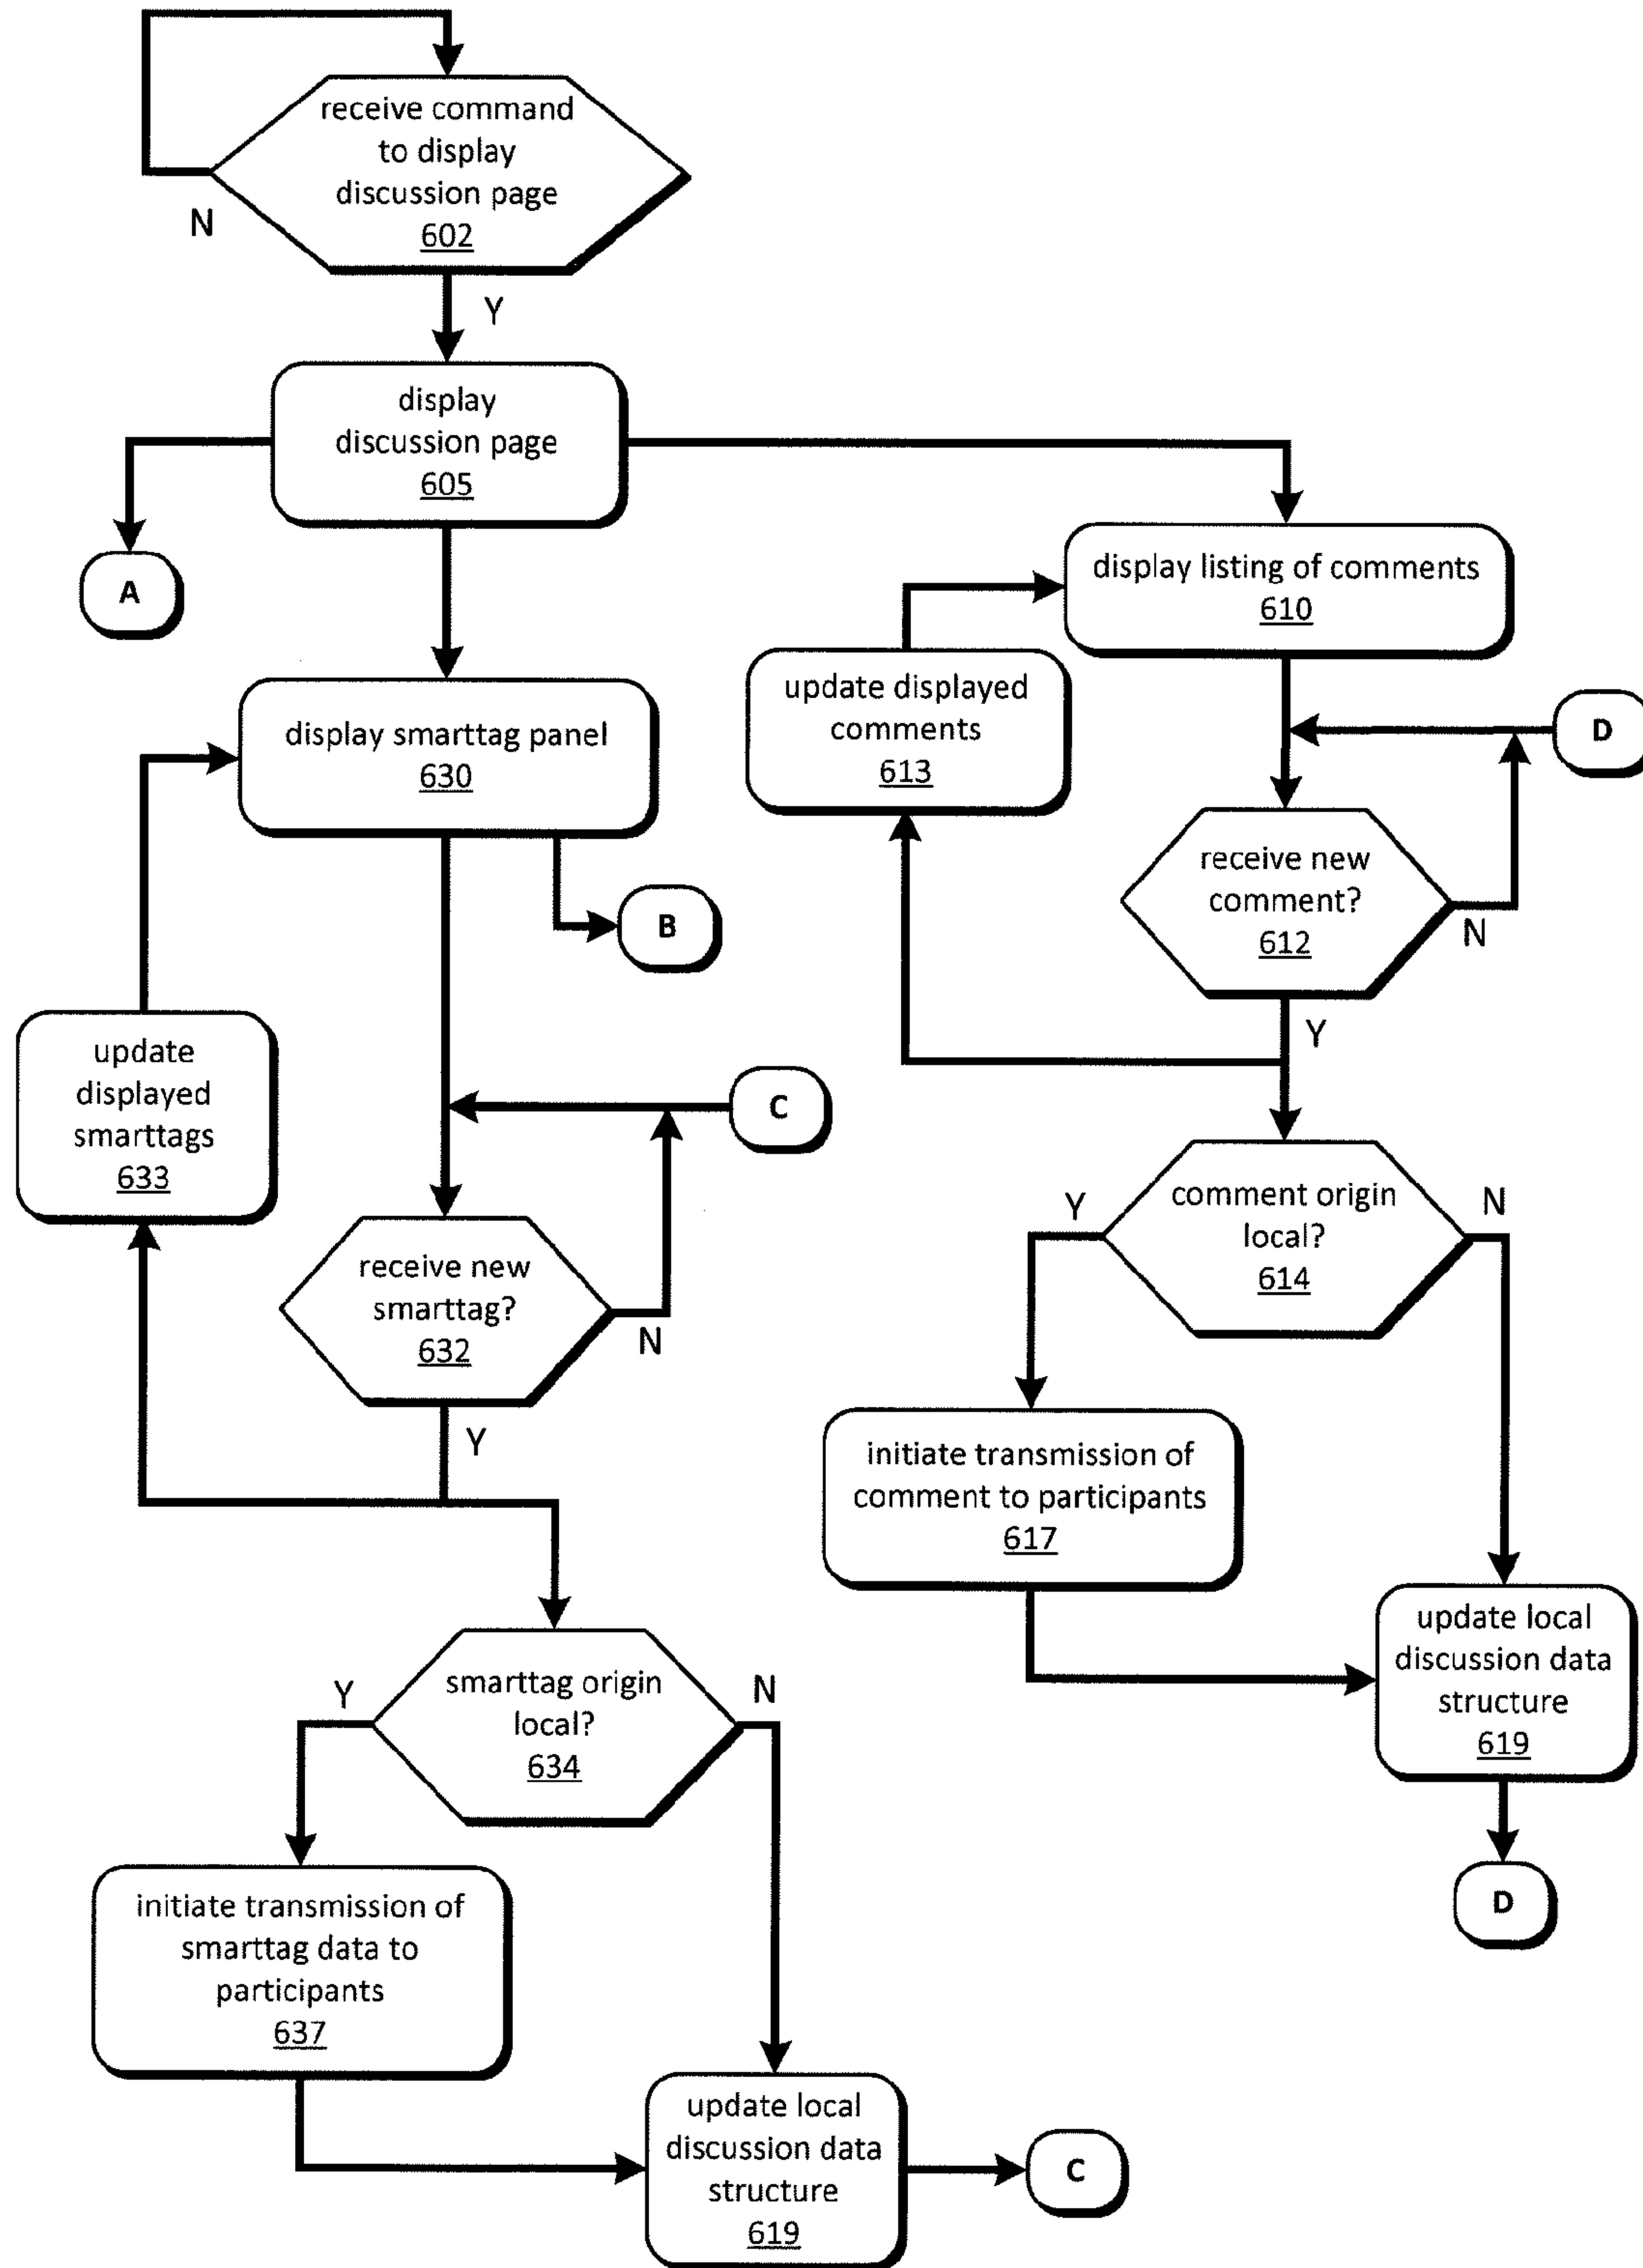 receive command
to display
discussion page
602
N
Y
display
discussion page
605
A
display listing of comments
610
update displayed
comments
613
D
display smarttag panel
630
receive new
comment?
612
N
B
Y
update
displayed
smarttags
633
C
comment origin
local?
614
Y
N
receive new
smarttag?
632
N
Y
initiate transmission of
comment to participants
617
update local
discussion data
structure
619
D
smarttag origin
local?
634
Y
N
initiate transmission of
smarttag data to
participants
637
update local
discussion data
structure
619
C